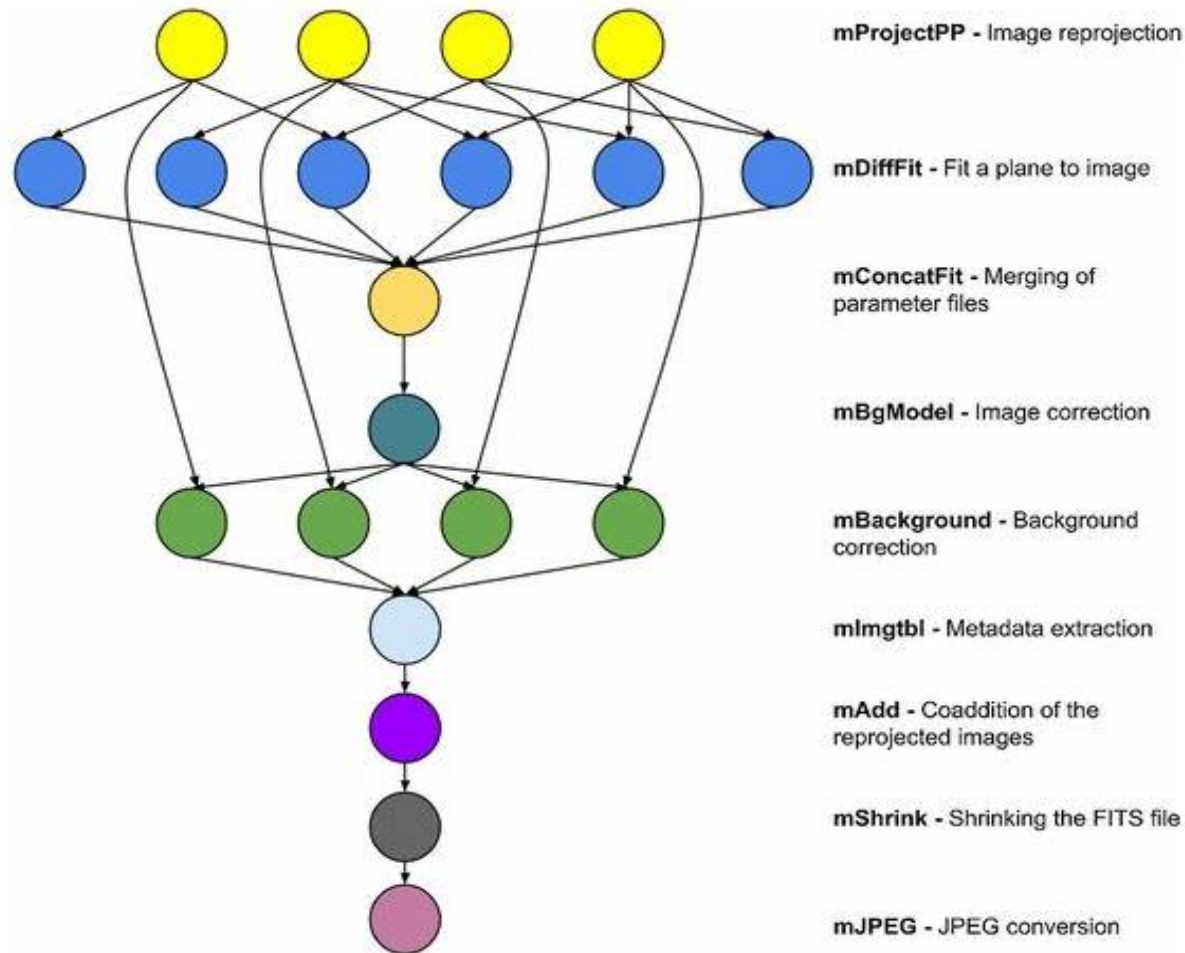 mProjectPP - Image reprojection
mDiffFit - Fit a plane to image
mConcatFit - Merging of
parameter files
mBgModel - Image correction
mBackground - Background
correction
mImgtbl - Metadata extraction
mAdd - Coaddition of the
reprojected images
mShrink - Shrinking the FITS file
mJPEG - JPEG conversion